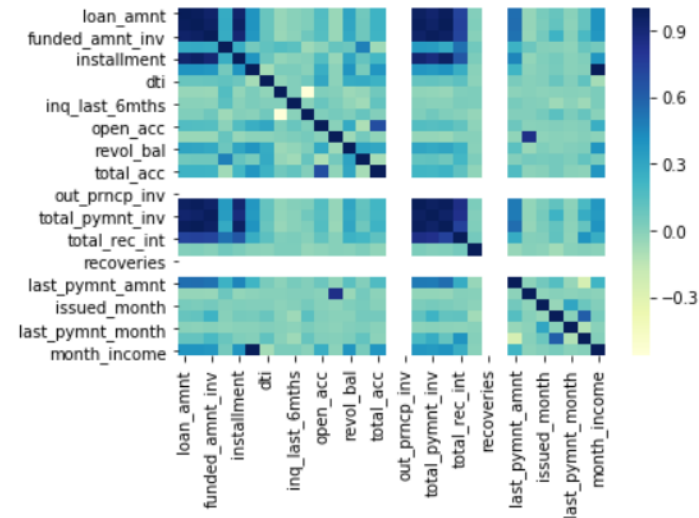 loan_amnt
funded_amnt_inv
installment
dti
inq_last_6mths
open_acc
revol_bal
total_acc
out_prncp_inv
total_pymnt_inv
total_rec_int
recoveries
last_pymnt_amnt
issued_month
last_pymnt_month
month_income
loan_amnt
funded_amnt_inv
installment
dti
inq_last_6mths
open_acc
revol_bal
total_acc
out_prncp_inv
total_pymnt_inv
total_rec_int
recoveries
last_pymnt_amnt
issued_month
last_pymnt_month
month_income
0.9
0.6
0.3
0.0
−0.3